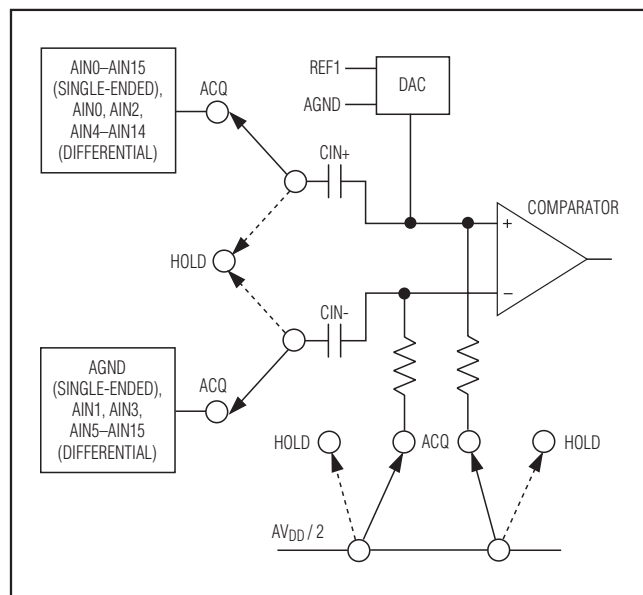 AIN0–AIN15
(SINGLE-ENDED),
AIN0, AIN2,
AIN4–AIN14
(DIFFERENTIAL)
ACQ
REF1
AGND
DAC
CIN+
COMPARATOR
+
−
HOLD
CIN-
AGND
(SINGLE-ENDED),
AIN1, AIN3,
AIN5–AIN15
(DIFFERENTIAL)
ACQ
HOLD
ACQ
HOLD
AVDD / 2